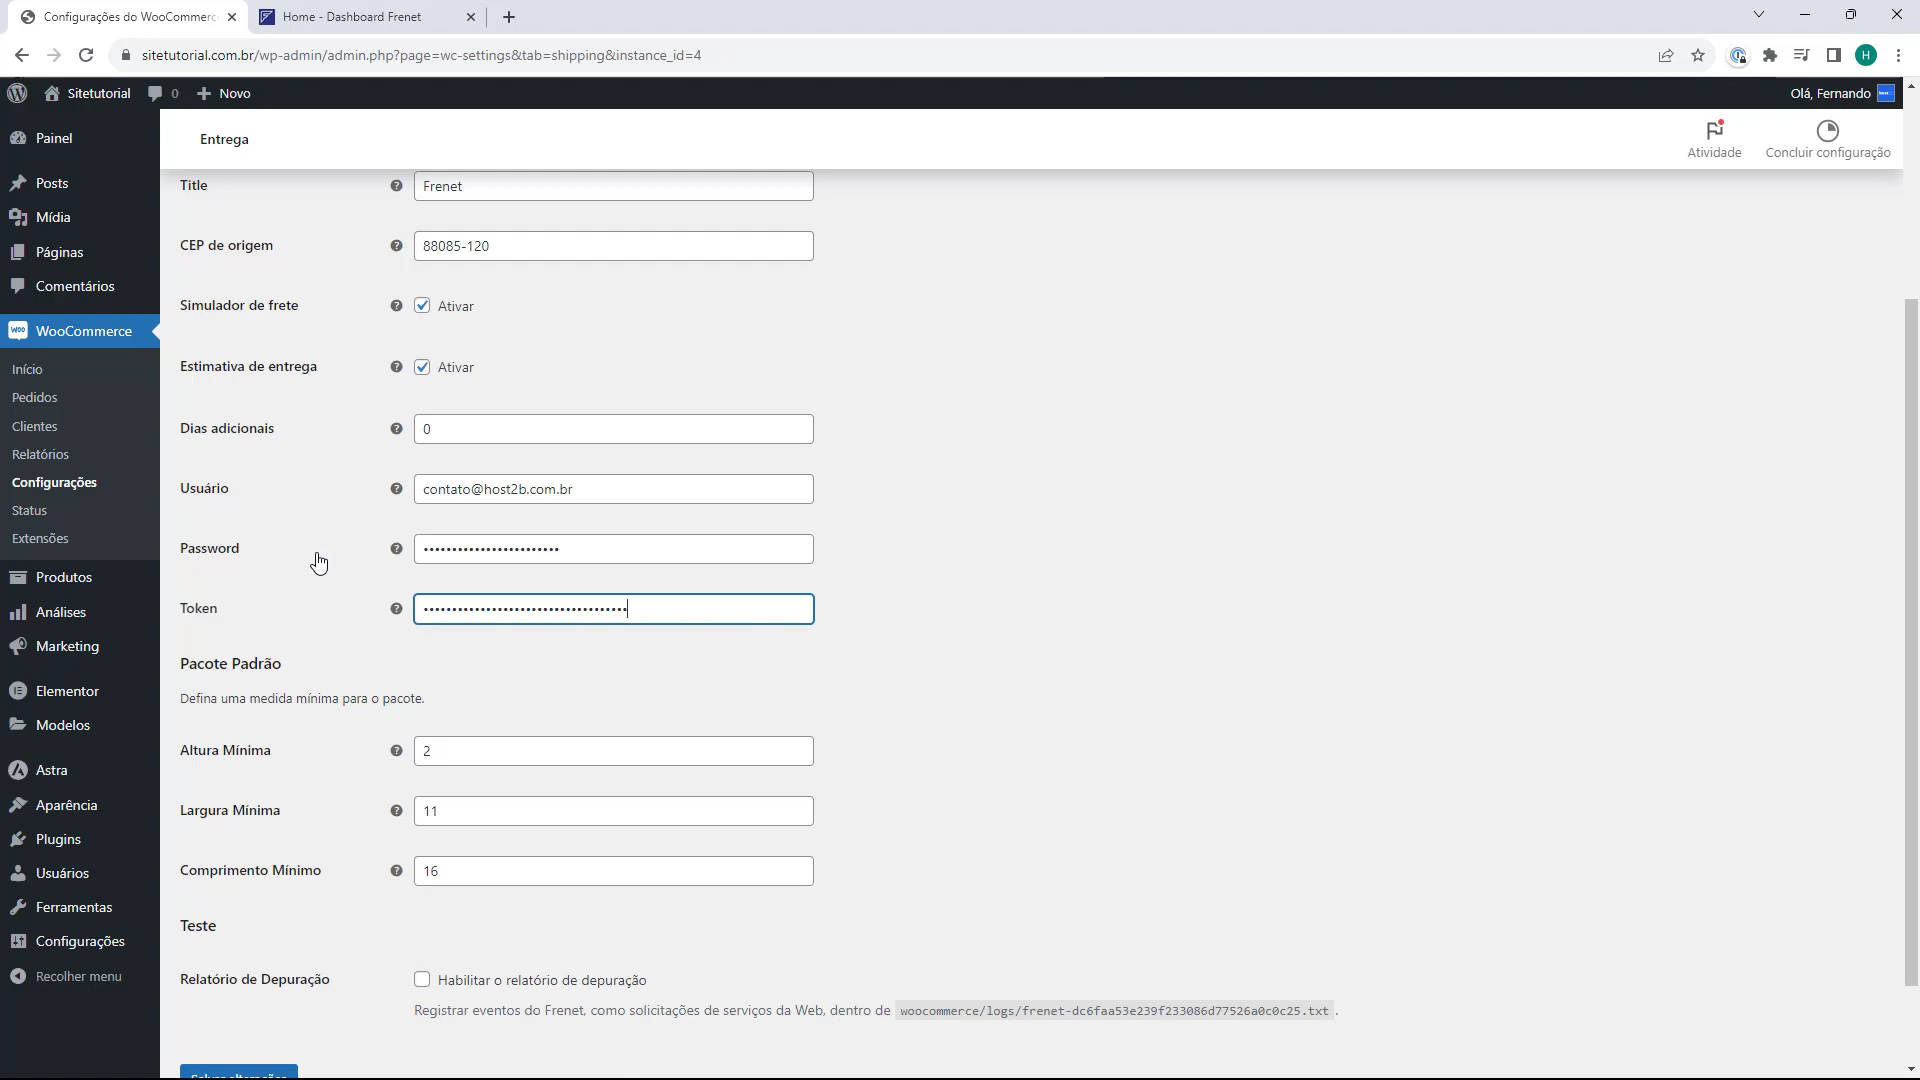 Configurações do WooCommerc
Home - Dashboard Frenet
sitetutorial.com.br/wp-admin/admin.php?page=wc-settings&tab=shipping&instance_id=4
H
Sitetutorial
0
Novo
Olá, Fernando
Painel
Posts
Mídia
Páginas
Comentários
WooCommerce
Início
Pedidos
Clientes
Relatórios
Configurações
Status
Extensões
Produtos
Análises
Marketing
Elementor
Modelos
Astra
Aparência
Plugins
Usuários
Ferramentas
Configurações
Recolher menu
Entrega
Atividade
Concluir configuração
Title
Frenet
CEP de origem
88085-120
Simulador de frete
Ativar
Estimativa de entrega
Ativar
Dias adicionais
0
Usuário
contato@host2b.com.br
Password
Token
Pacote Padrão
Defina uma medida mínima para o pacote.
Altura Mínima
2
Largura Mínima
11
Comprimento Mínimo
16
Teste
Relatório de Depuração
Habilitar o relatório de depuração
Registrar eventos do Frenet, como solicitações de serviços da Web, dentro de woocommerce/logs/frenet-dc6faa53e239f233086d77526a0c0c25.txt .
Salvar alterações